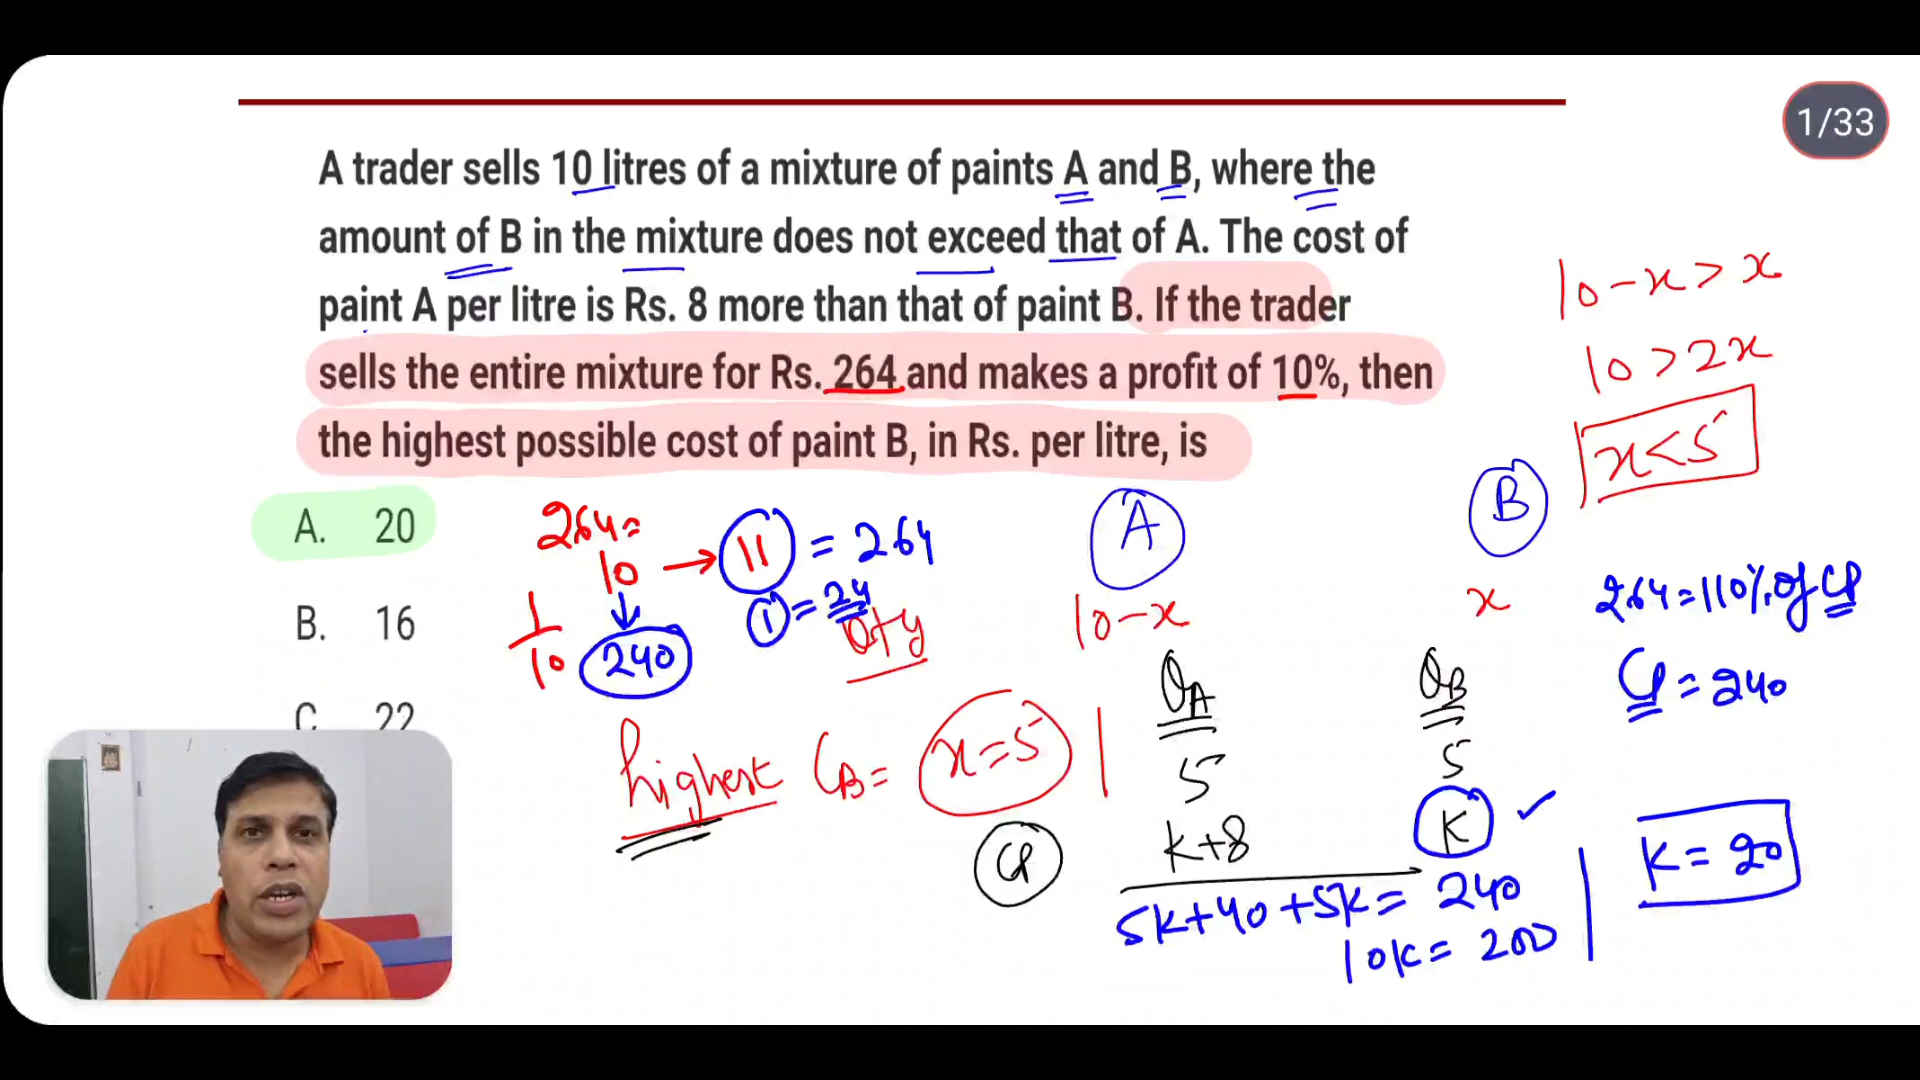 1/33
A trader sells 10 litres of a mixture of paints A and B, where the
amount of B in the mixture does not exceed that of A. The cost of
paint A per litre is Rs. 8 more than that of paint B. If the trader
sells the entire mixture for Rs. 264 and makes a profit of 10%, then
the highest possible cost of paint B, in Rs. per litre, is
10-x > x
10 > 2x
x < 5
A. 20
B. 16
C. 22
264=
10 → 11 = 264
1 = 24
1/10
240
Qty
A
B
10-x
x
264 = 110% of CP
CP = 240
highest CB = x=5
QA
QB
5
5
CP
k+8
K
5k+40+5k = 240
10k = 200
K = 20